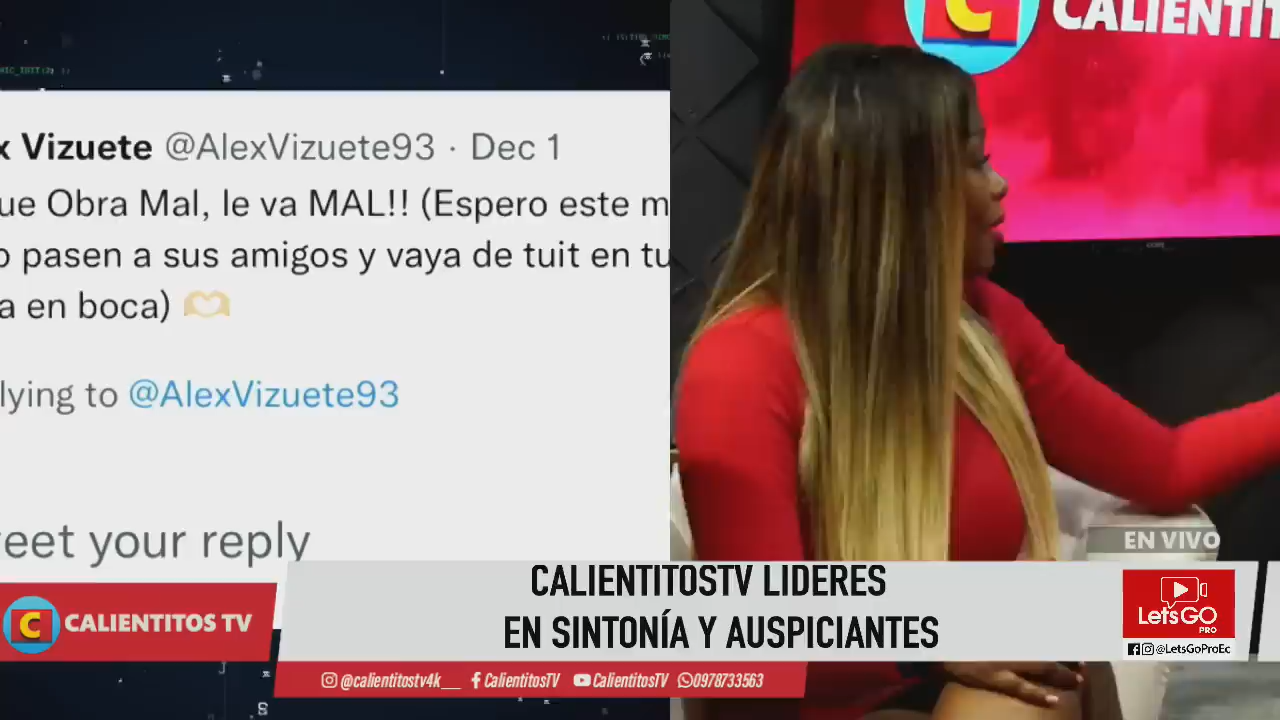 x Vizuete @AlexVizuete93 · Dec 1
ue Obra Mal, le va MAL!! (Espero este m
o pasen a sus amigos y vaya de tuit en tu
a en boca)
lying to @AlexVizuete93
eet your reply
CALIENTIT
EN VIVO
C CALIENTITOS TV
CALIENTITOSTV LIDERES
EN SINTONÍA Y AUSPICIANTES
LetsGO
PRO
@LetsGoProEc
@calientitostv4k__ CalientitosTV CalientitosTV 0978733563